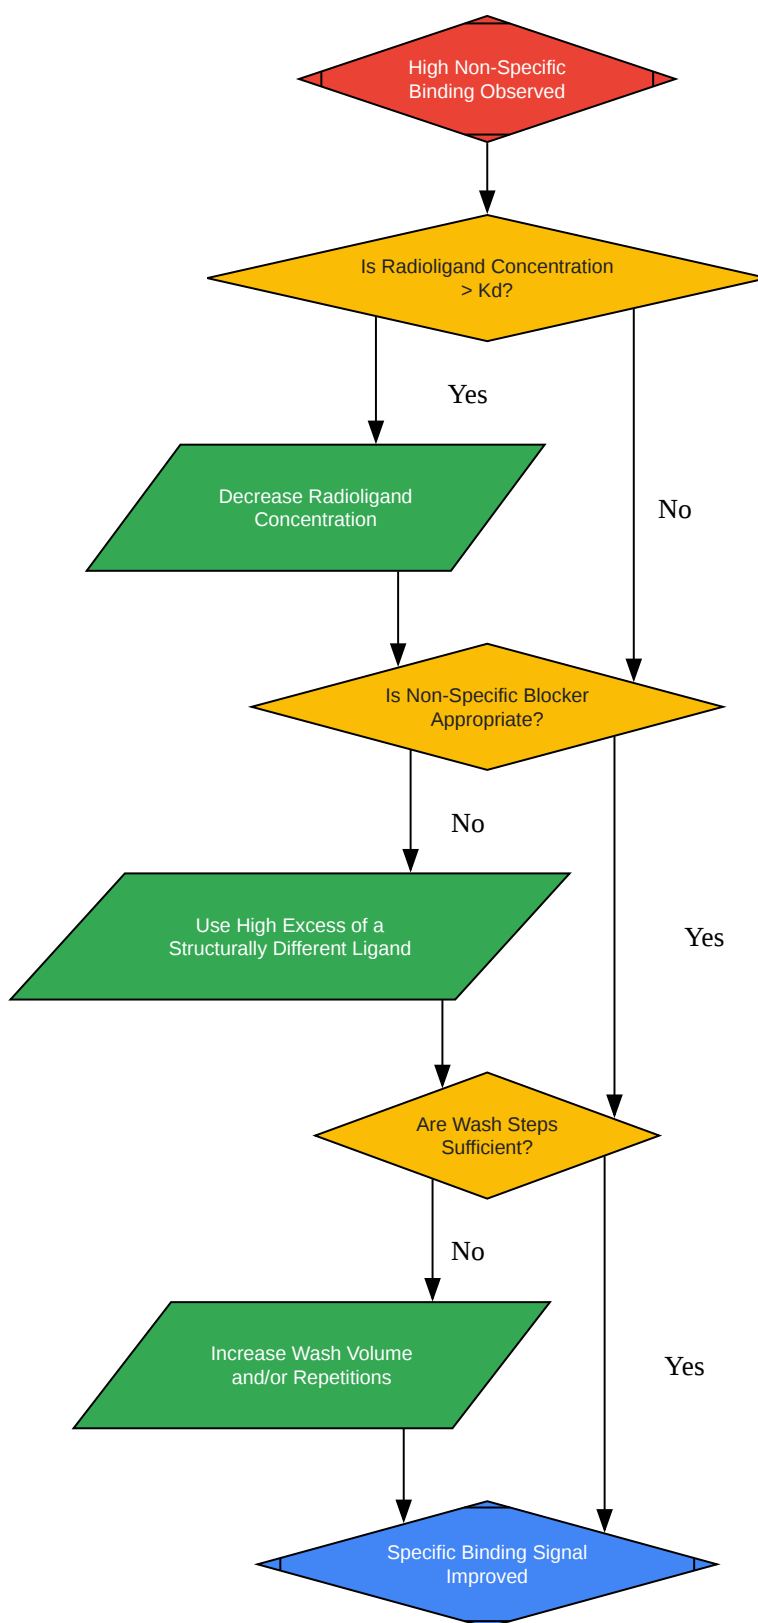 High Non-Specific
Binding Observed
Is Radioligand Concentration
> Kd?
Yes
Decrease Radioligand
Concentration
No
Is Non-Specific Blocker
Appropriate?
No
Use High Excess of a
Structurally Different Ligand
Yes
Are Wash Steps
Sufficient?
No
Increase Wash Volume
and/or Repetitions
Yes
Specific Binding Signal
Improved